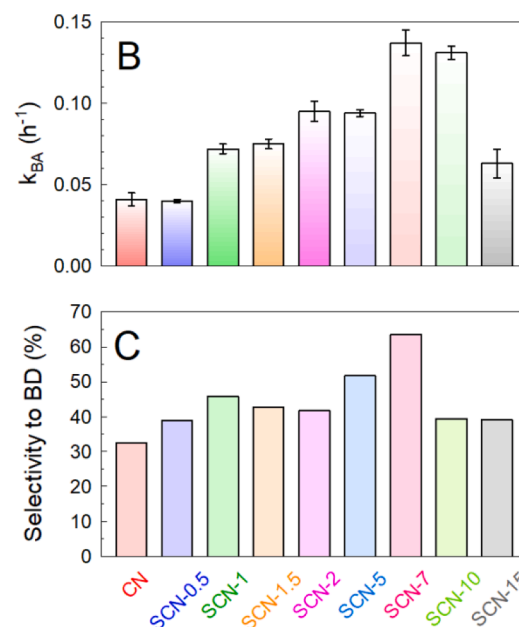 B
k_BA (h⁻¹)
0.15
0.10
0.05
0.00
C
Selectivity to BD (%)
70
60
50
40
30
20
10
0
CN
SCN-0.5
SCN-1
SCN-1.5
SCN-2
SCN-5
SCN-7
SCN-10
SCN-15